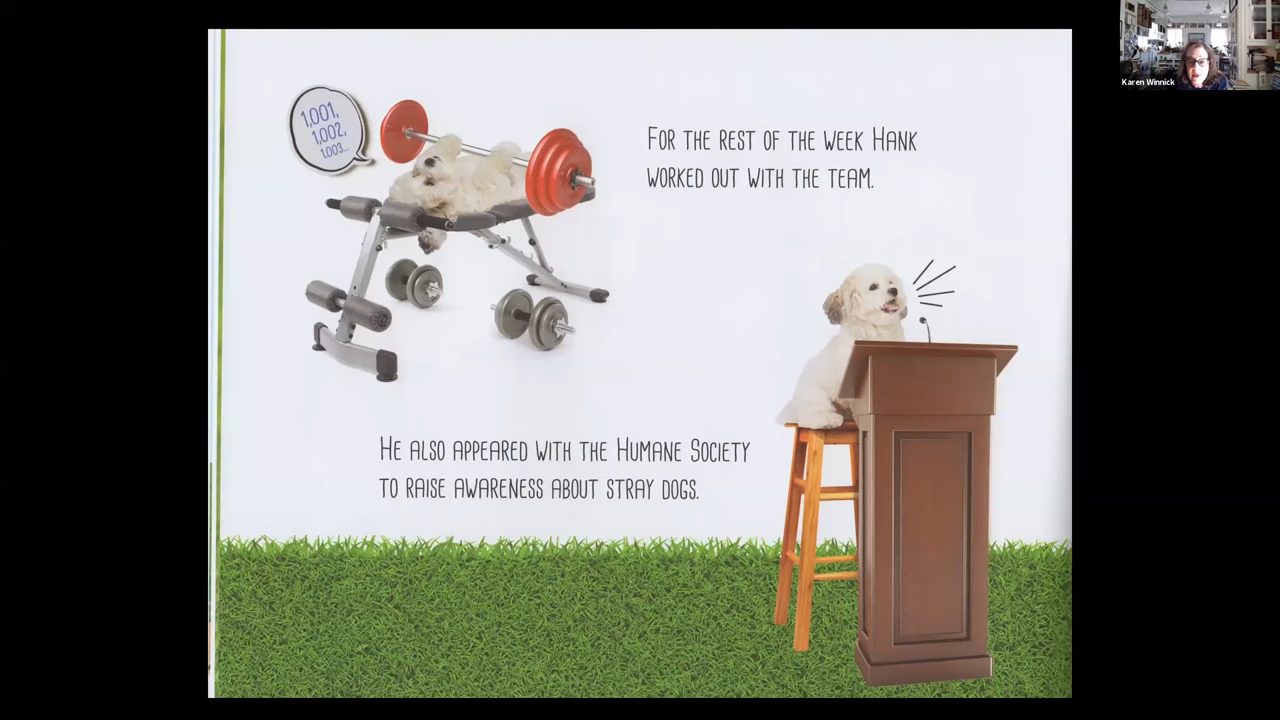 1,001,
1,002,
1,003...
FOR THE REST OF THE WEEK HANK
WORKED OUT WITH THE TEAM.
HE ALSO APPEARED WITH THE HUMANE SOCIETY
TO RAISE AWARENESS ABOUT STRAY DOGS.
Karen Winnick